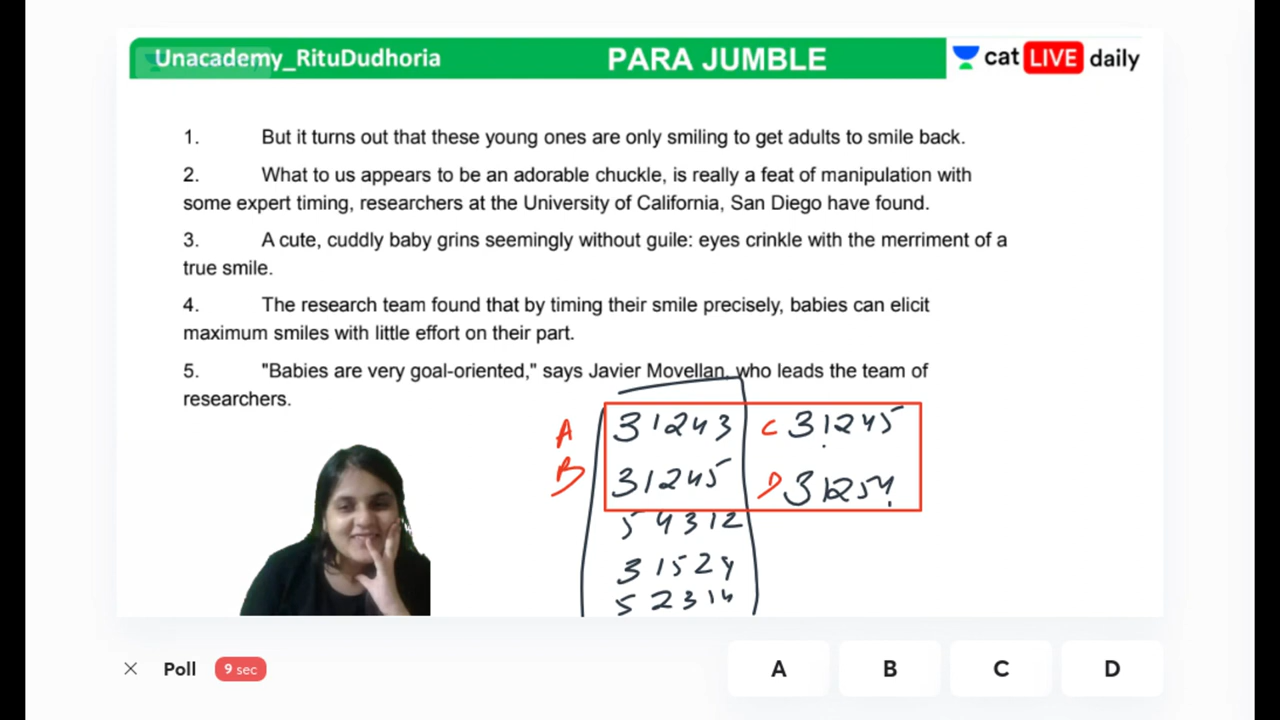 Unacademy_RituDudhoria PARA JUMBLE cat LIVE daily
1. But it turns out that these young ones are only smiling to get adults to smile back.
2. What to us appears to be an adorable chuckle, is really a feat of manipulation with
some expert timing, researchers at the University of California, San Diego have found.
3. A cute, cuddly baby grins seemingly without guile: eyes crinkle with the merriment of a
true smile.
4. The research team found that by timing their smile precisely, babies can elicit
maximum smiles with little effort on their part.
5. "Babies are very goal-oriented," says Javier Movellan, who leads the team of
researchers.
A 31243 C 31245
B 31245 D 31254
54312
31524
52314
Poll 9 sec A B C D